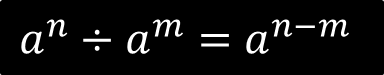 aⁿ ÷ aᵐ = aⁿ⁻ᵐ